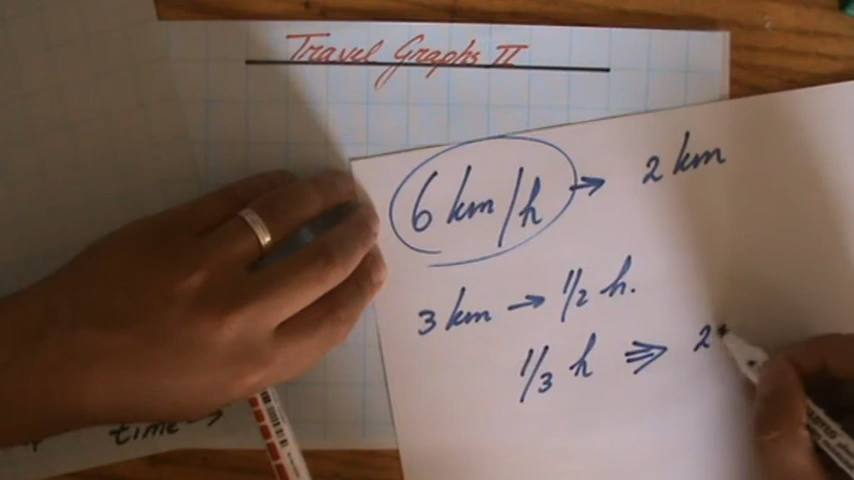 Travel Graphs II
6 km/h → 2 km
3 km → 1/2 h.
1/3 h ⇒ 2
time →